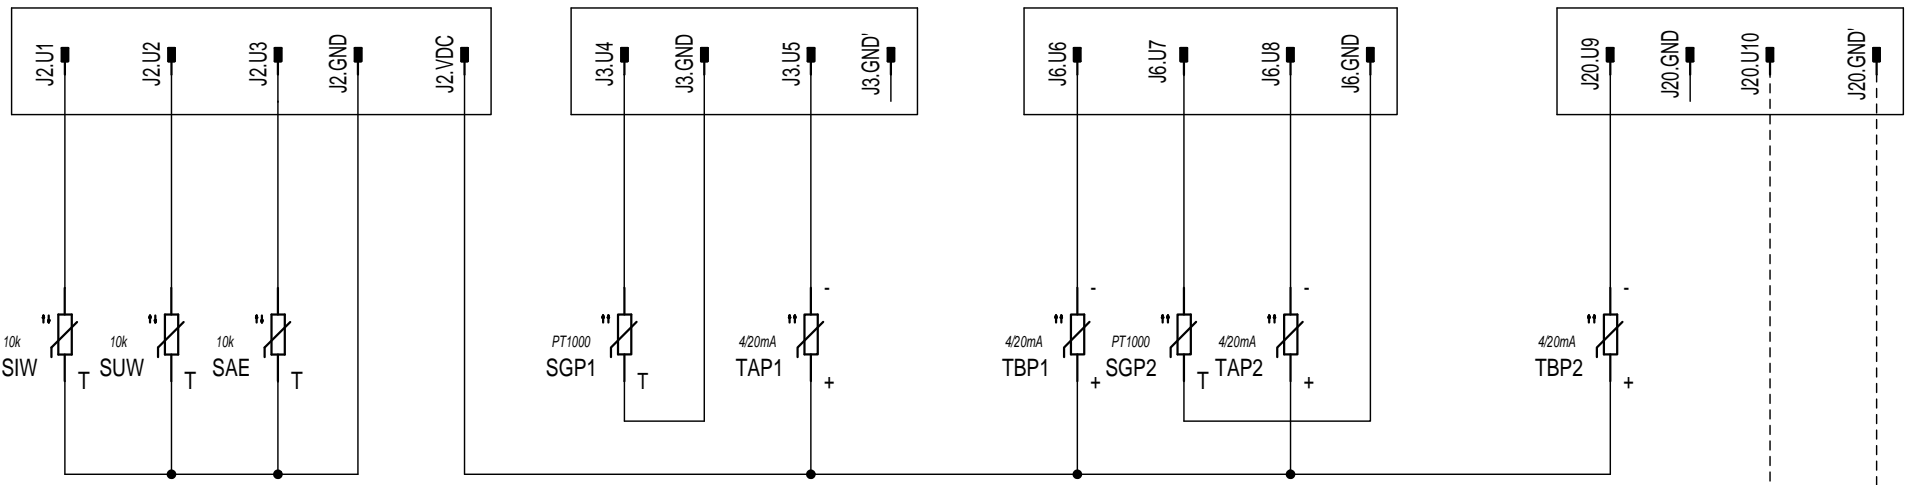 J2.U1
J2.U2
J2.U3
J2.GND
J2.VDC
J3.U4
J3.GND
J3.U5
J3.GND'
J6.U6
J6.U7
J6.U8
J6.GND
J20.U9
J20.GND
J20.U10
J20.GND'
10k
SIW
T
10k
SUW
T
10k
SAE
T
PT1000
SGP1
T
-
4/20mA
TAP1
+
-
4/20mA
TBP1
+
PT1000
SGP2
T
-
4/20mA
TAP2
+
-
4/20mA
TBP2
+